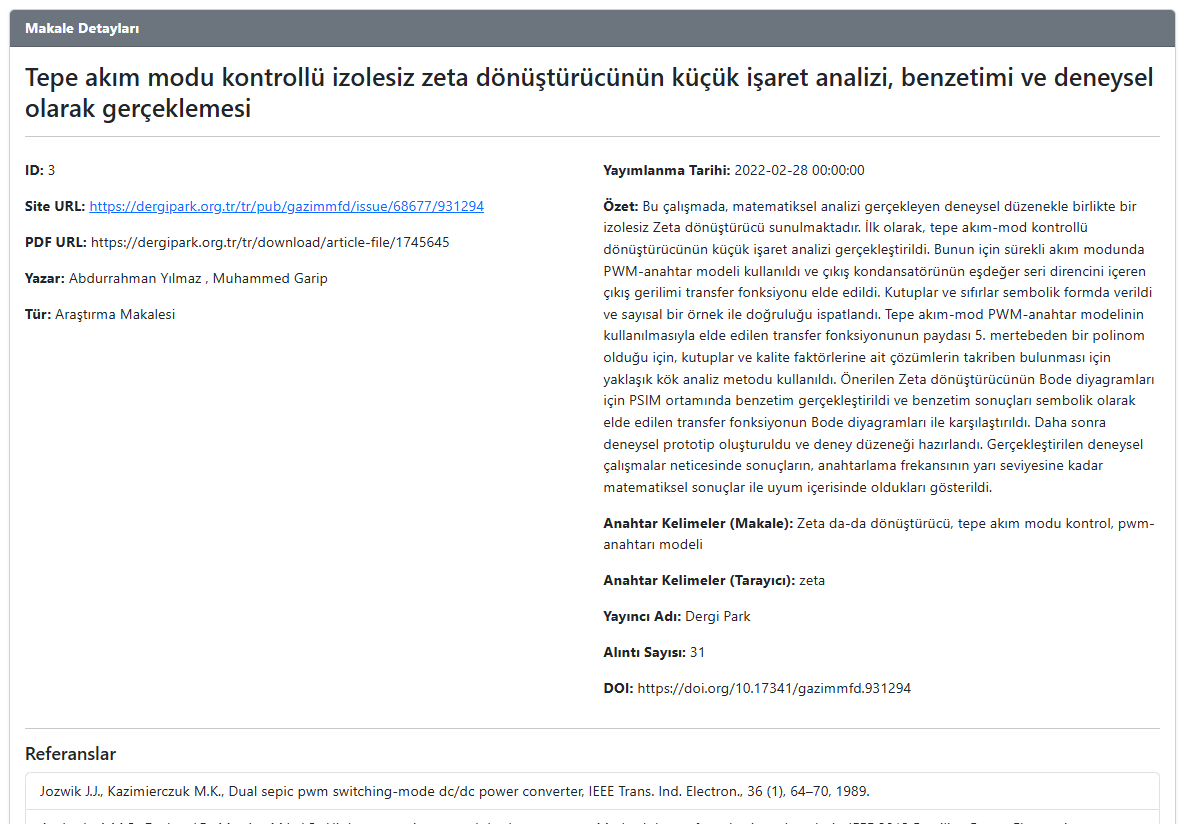 Makale Detayları
Tepe akım modu kontrollü izolesiz zeta dönüştürücünün küçük işaret analizi, benzetimi ve deneysel
olarak gerçeklemesi
ID: 3
Site URL: https://dergipark.org.tr/tr/pub/gazimmfd/issue/68677/931294
PDF URL: https://dergipark.org.tr/tr/download/article-file/1745645
Yazar: Abdurrahman Yılmaz , Muhammed Garip
Tür: Araştırma Makalesi
Yayımlanma Tarihi: 2022-02-28 00:00:00
Özet: Bu çalışmada, matematiksel analizi gerçekleyen deneysel düzenekle birlikte bir
izolesiz Zeta dönüştürücü sunulmaktadır. İlk olarak, tepe akım-mod kontrollü
dönüştürücünün küçük işaret analizi gerçekleştirildi. Bunun için sürekli akım modunda
PWM-anahtar modeli kullanıldı ve çıkış kondansatörünün eşdeğer seri direncini içeren
çıkış gerilimi transfer fonksiyonu elde edildi. Kutuplar ve sıfırlar sembolik formda verildi
ve sayısal bir örnek ile doğruluğu ispatlandı. Tepe akım-mod PWM-anahtar modelinin
kullanılmasıyla elde edilen transfer fonksiyonunun paydası 5. mertebeden bir polinom
olduğu için, kutuplar ve kalite faktörlerine ait çözümlerin takriben bulunması için
yaklaşık kök analiz metodu kullanıldı. Önerilen Zeta dönüştürücünün Bode diyagramları
için PSIM ortamında benzetim gerçekleştirildi ve benzetim sonuçları sembolik olarak
elde edilen transfer fonksiyonun Bode diyagramları ile karşılaştırıldı. Daha sonra
deneysel prototip oluşturuldu ve deney düzeneği hazırlandı. Gerçekleştirilen deneysel
çalışmalar neticesinde sonuçların, anahtarlama frekansının yarı seviyesine kadar
matematiksel sonuçlar ile uyum içerisinde oldukları gösterildi.
Anahtar Kelimeler (Makale): Zeta da-da dönüştürücü, tepe akım modu kontrol, pwm-
anahtarı modeli
Anahtar Kelimeler (Tarayıcı): zeta
Yayıncı Adı: Dergi Park
Alıntı Sayısı: 31
DOI: https://doi.org/10.17341/gazimmfd.931294
Referanslar
Jozwik J.J., Kazimierczuk M.K., Dual sepic pwm switching-mode dc/dc power converter, IEEE Trans. Ind. Electron., 36 (1), 64–70, 1989.